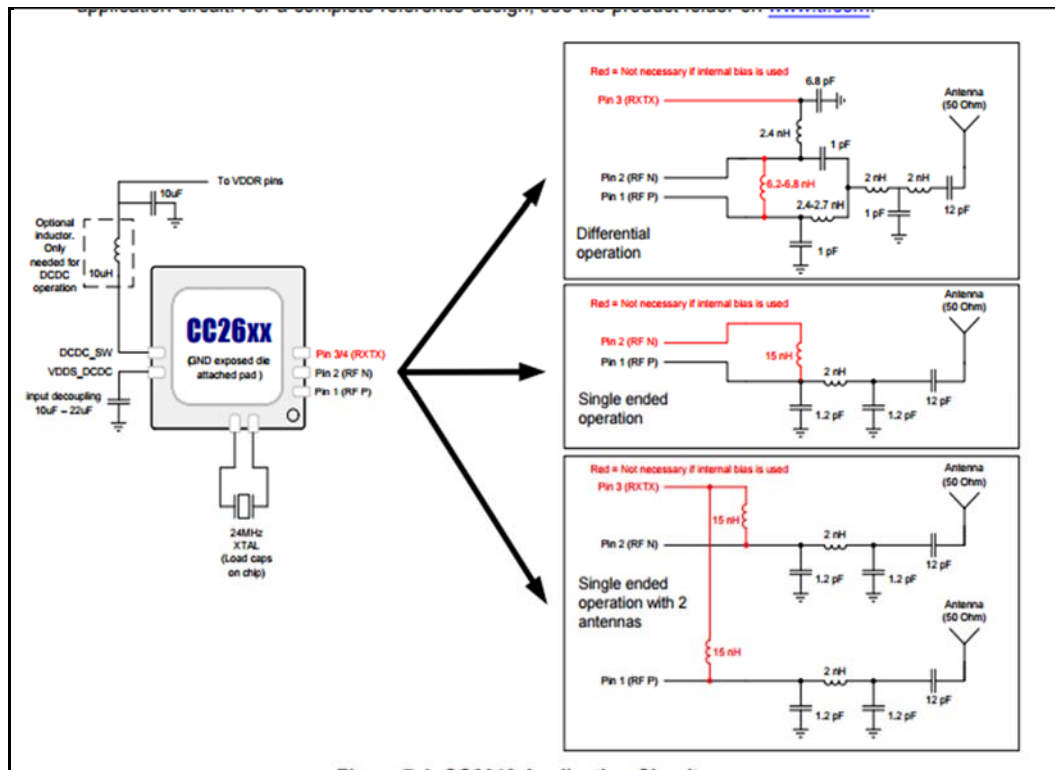 application circuit. For a complete reference design, see the product folder on www.ti.com.
To VDDR pins
10uF
Optional
inductor.
Only
needed for
DCDC
operation
10uH
CC26xx
(GND exposed die
attached pad )
DCDC_SW
VDDS_DCDC
input decoupling
10uF – 22uF
Pin 3/4 (RXTX)
Pin 2 (RF N)
Pin 1 (RF P)
24MHz
XTAL
(Load caps
on chip)
Red = Not necessary if internal bias is used
Pin 3 (RXTX)
6.8 pF
Antenna
(50 Ohm)
2.4 nH
1 pF
Pin 2 (RF N)
Pin 1 (RF P)
6.2-6.8 nH
2.4-2.7 nH
2 nH
2 nH
1 pF
12 pF
1 pF
Differential
operation
Red = Not necessary if internal bias is used
Antenna
(50 Ohm)
Pin 2 (RF N)
Pin 1 (RF P)
15 nH
2 nH
12 pF
1.2 pF
1.2 pF
Single ended
operation
Red = Not necessary if internal bias is used
Pin 3 (RXTX)
Antenna
(50 Ohm)
15 nH
Pin 2 (RF N)
2 nH
12 pF
1.2 pF
1.2 pF
Single ended
operation with 2
antennas
Antenna
(50 Ohm)
15 nH
Pin 1 (RF P)
2 nH
12 pF
1.2 pF
1.2 pF